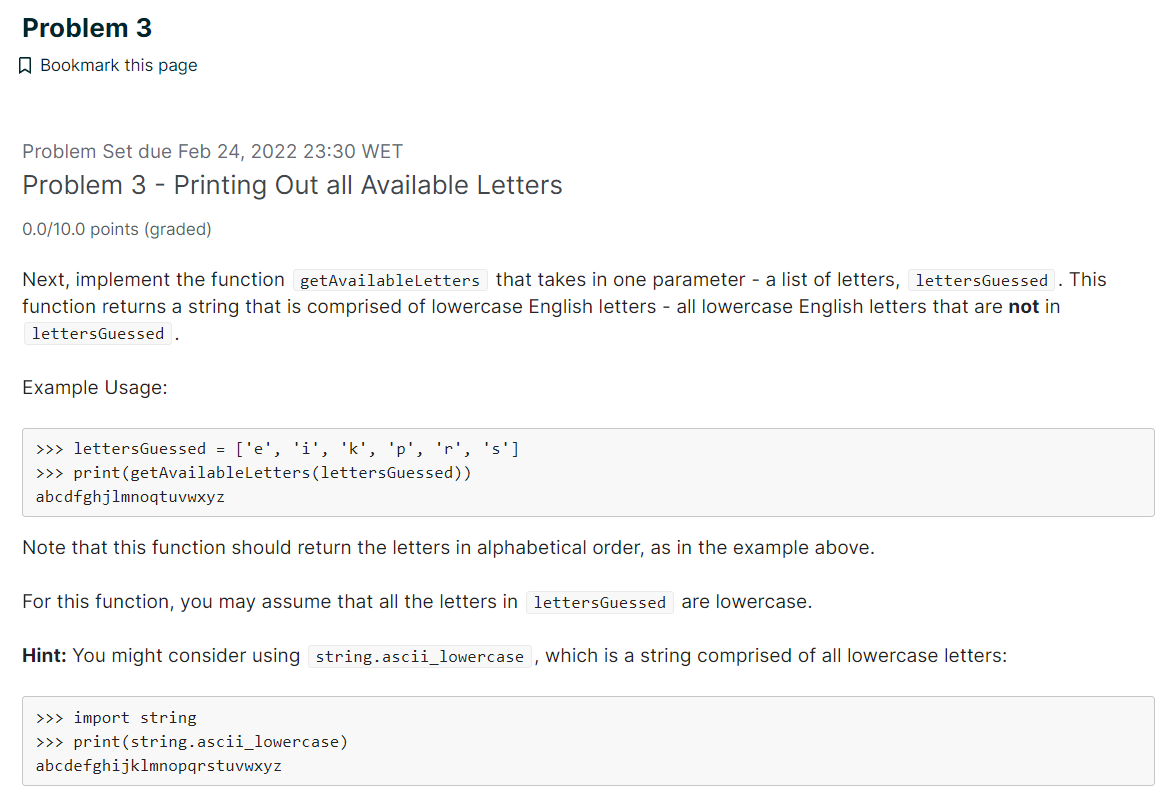 Problem 3
Bookmark this page
Problem Set due Feb 24, 2022 23:30 WET
Problem 3 - Printing Out all Available Letters
0.0/10.0 points (graded)
Next, implement the function getAvailableLetters that takes in one parameter - a list of letters, lettersGuessed . This
function returns a string that is comprised of lowercase English letters - all lowercase English letters that are not in
lettersGuessed .
Example Usage:
>>> lettersGuessed = ['e', 'i', 'k', 'p', 'r', 's']
>>> print(getAvailableLetters(lettersGuessed))
abcdfghjlmnoqtuvwxyz
Note that this function should return the letters in alphabetical order, as in the example above.
For this function, you may assume that all the letters in lettersGuessed are lowercase.
Hint: You might consider using string.ascii_lowercase , which is a string comprised of all lowercase letters:
>>> import string
>>> print(string.ascii_lowercase)
abcdefghijklmnopqrstuvwxyz